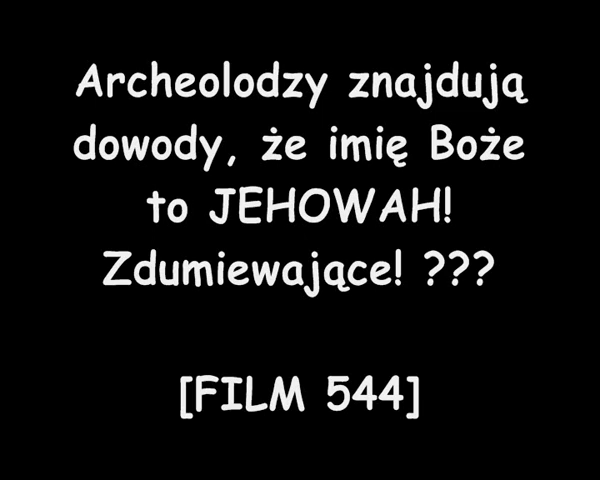 Archeolodzy znajdują
dowody, że imię Boże
to JEHOWAH!
Zdumiewające! ???
[FILM 544]